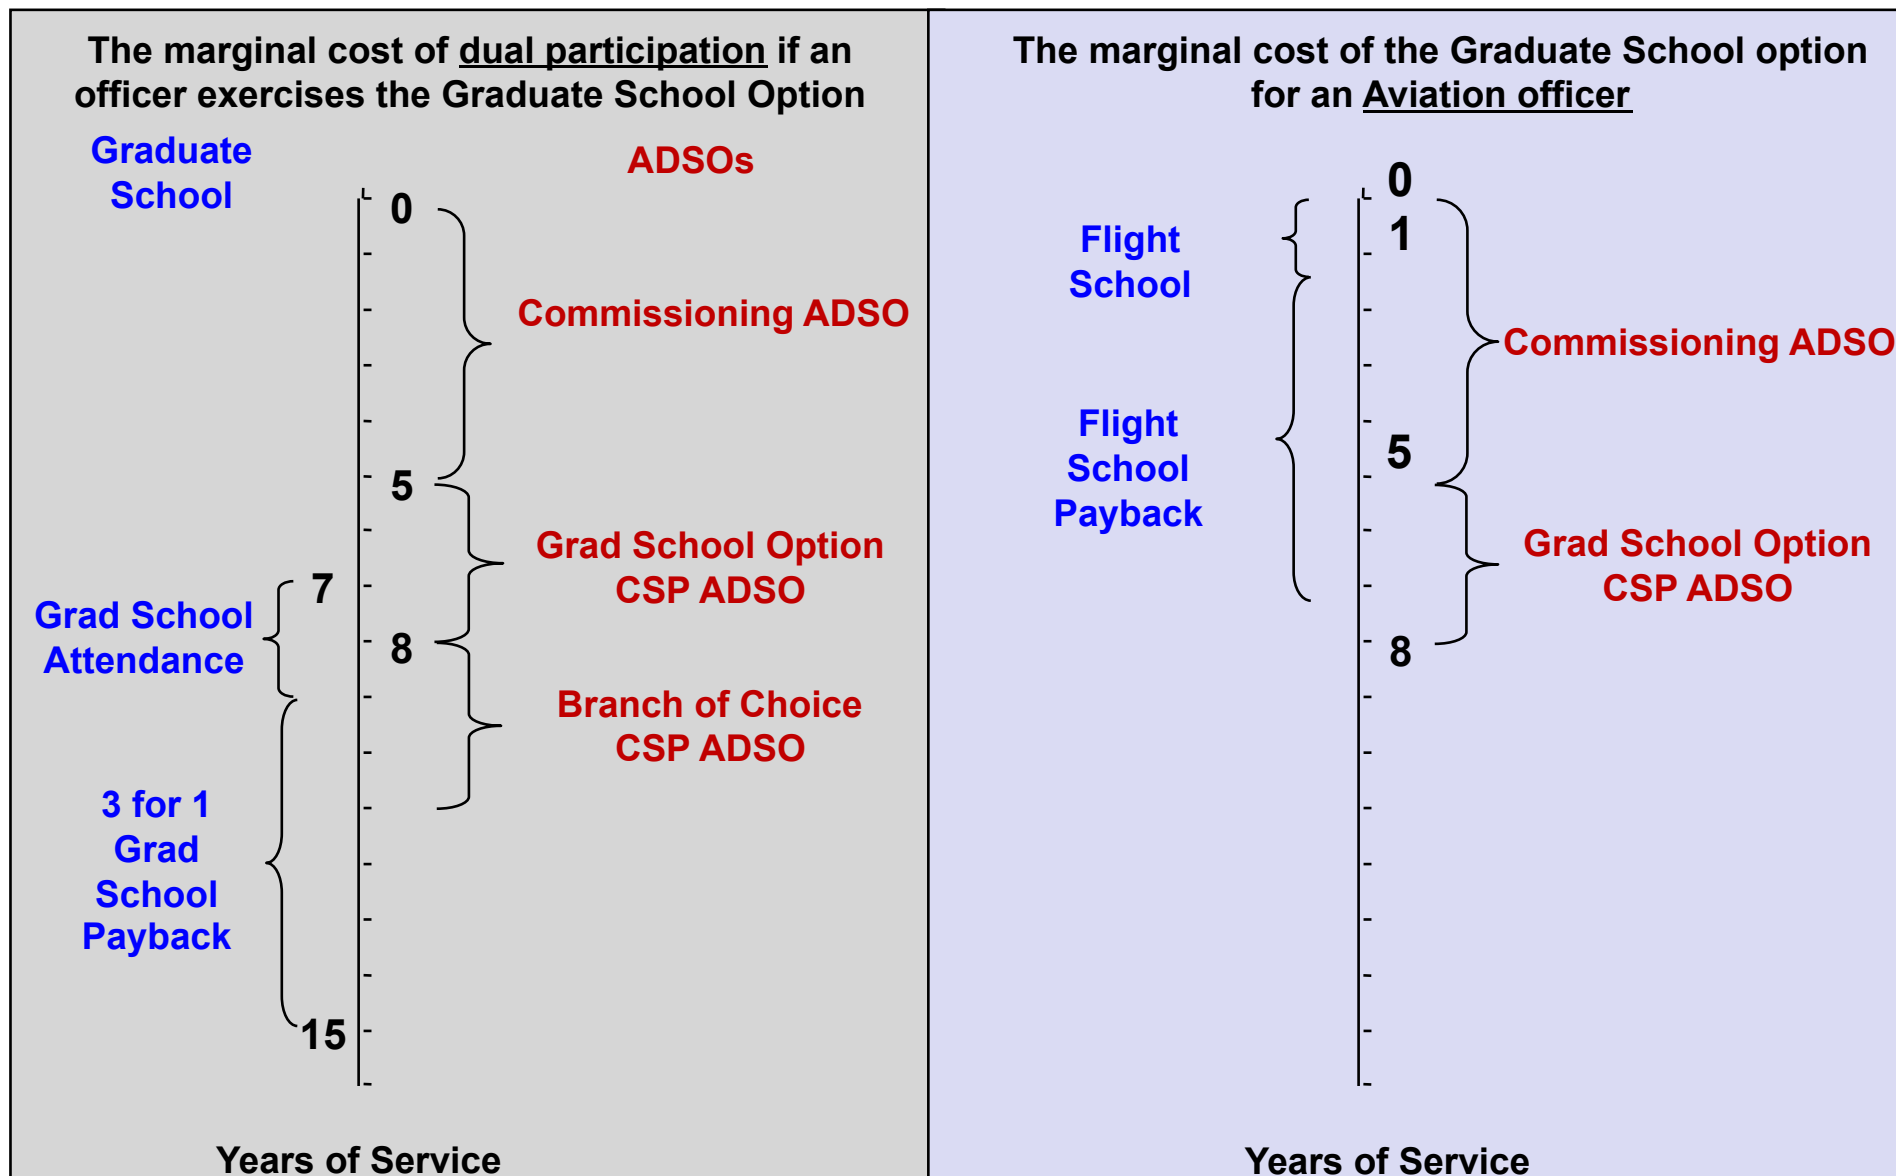 The marginal cost of dual participation if an
officer exercises the Graduate School Option
Graduate
School
ADSOs
0
Commissioning ADSO
5
Grad School Option
CSP ADSO
7
Grad School
Attendance
8
Branch of Choice
CSP ADSO
3 for 1
Grad
School
Payback
15
Years of Service
The marginal cost of the Graduate School option
for an Aviation officer
0
1
Flight
School
Commissioning ADSO
Flight
School
Payback
5
Grad School Option
CSP ADSO
8
Years of Service